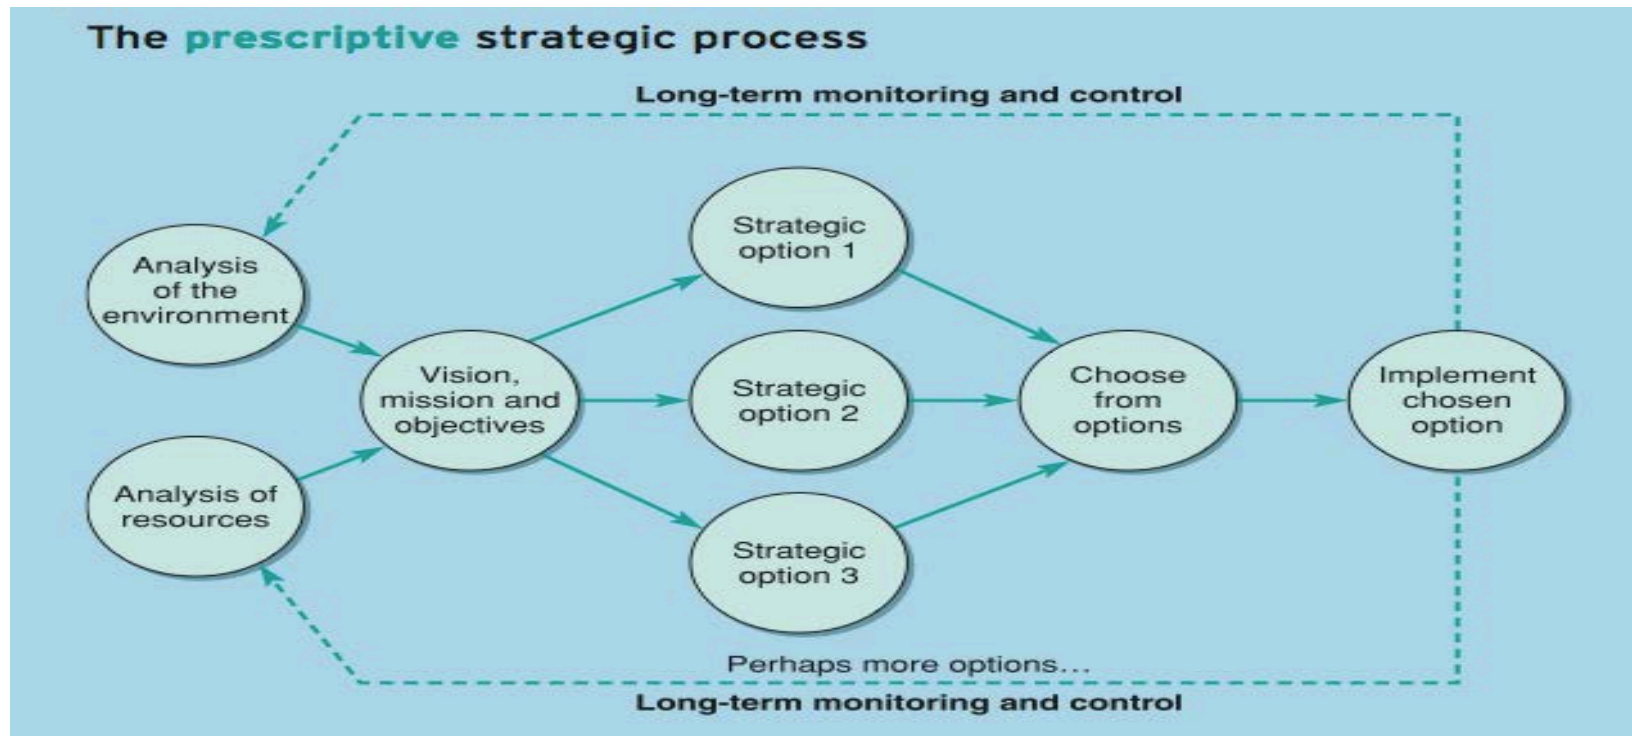 The prescriptive strategic process
Long-term monitoring and control
Analysis
of the
environment
Analysis of
resources
Vision,
mission and
objectives
Strategic
option 1
Strategic
option 2
Strategic
option 3
Perhaps more options...
Choose
from
options
Implement
chosen
option
Long-term monitoring and control